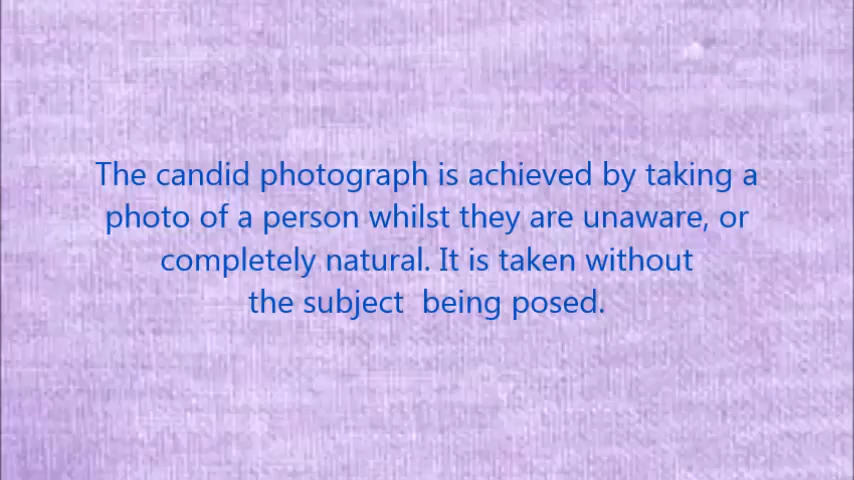 The candid photograph is achieved by taking a
photo of a person whilst they are unaware, or
completely natural. It is taken without
the subject  being posed.